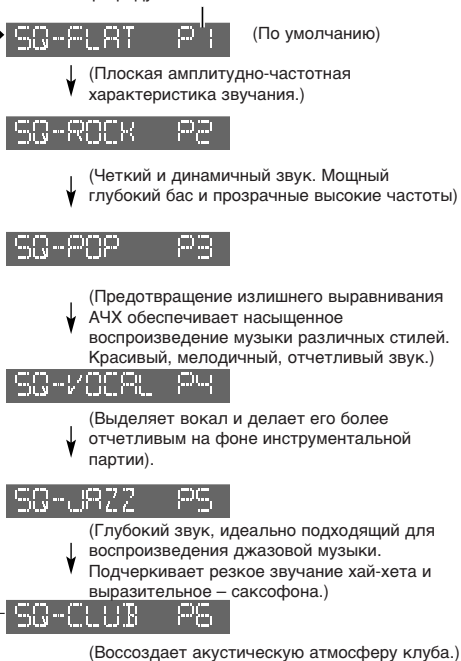 SQ-FLAT P1 (По умолчанию)
(Плоская амплитудно-частотная
характеристика звучания.)
SQ-ROCK P2
(Четкий и динамичный звук. Мощный
глубокий бас и прозрачные высокие частоты)
SQ-POP P3
(Предотвращение излишнего выравнивания
АЧХ обеспечивает насыщенное
воспроизведение музыки различных стилей.
Красивый, мелодичный, отчетливый звук.)
SQ-VOCAL P4
(Выделяет вокал и делает его более
отчетливым на фоне инструментальной
партии).
SQ-JAZZ P5
(Глубокий звук, идеально подходящий для
воспроизведения джазовой музыки.
Подчеркивает резкое звучание хай-хета и
выразительное – саксофона.)
SQ-CLUB P6
(Воссоздает акустическую атмосферу клуба.)